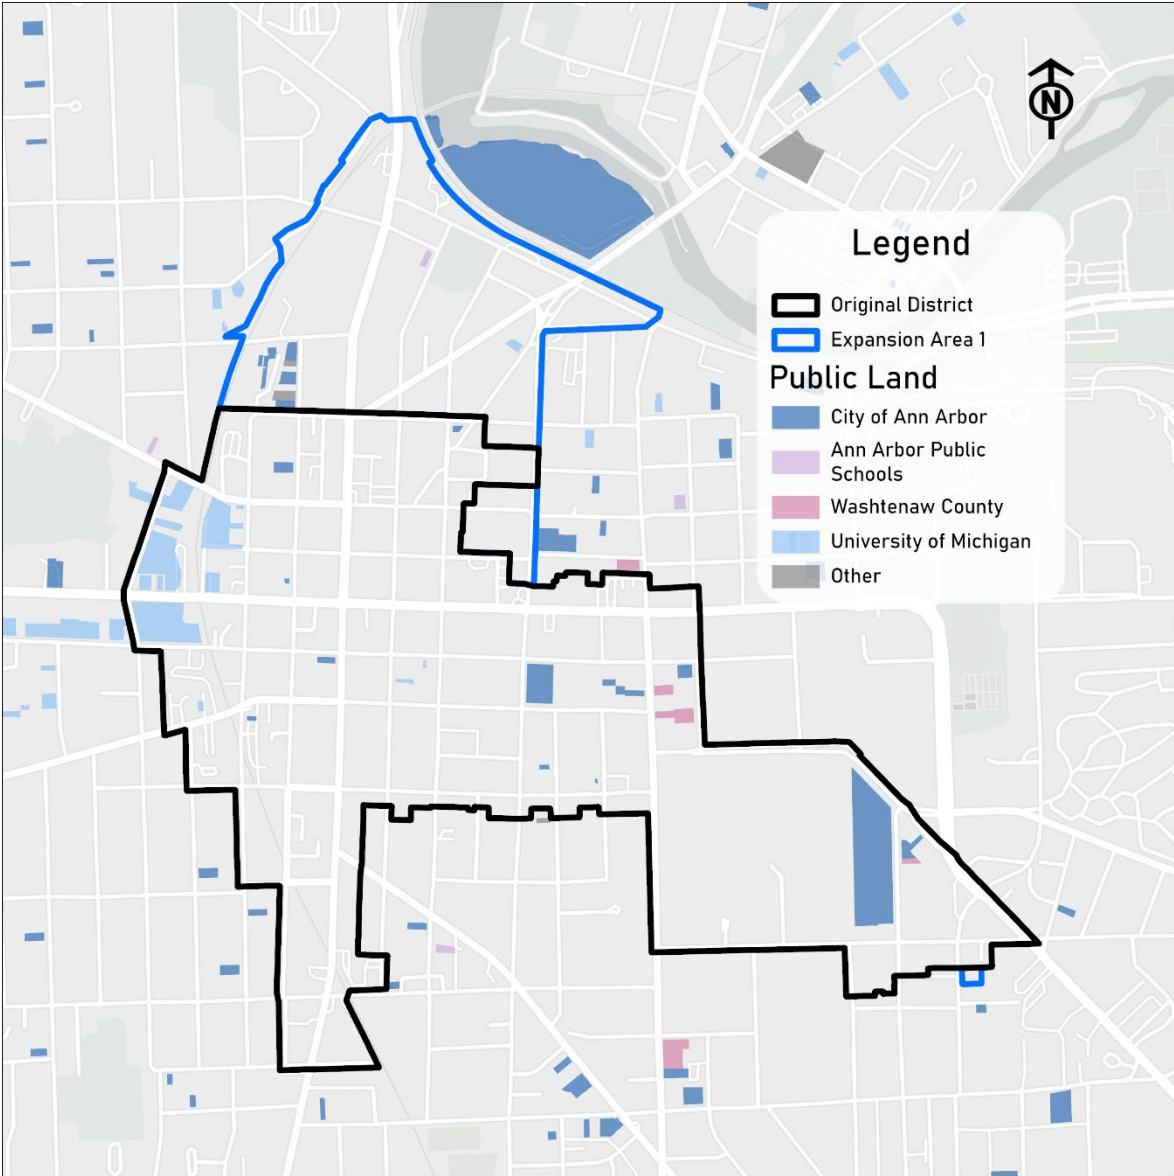 N
Legend
Original District
Expansion Area 1
Public Land
City of Ann Arbor
Ann Arbor Public
Schools
Washtenaw County
University of Michigan
Other